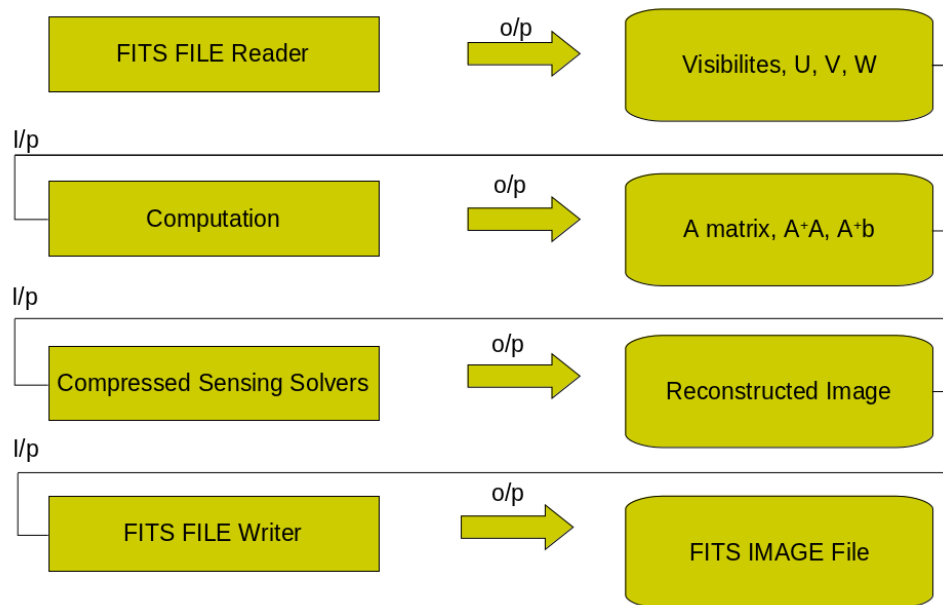 FITS FILE Reader
o/p
Visibilites, U, V, W
I/p
Computation
o/p
A matrix, A⁺A, A⁺b
I/p
Compressed Sensing Solvers
o/p
Reconstructed Image
I/p
FITS FILE Writer
o/p
FITS IMAGE File